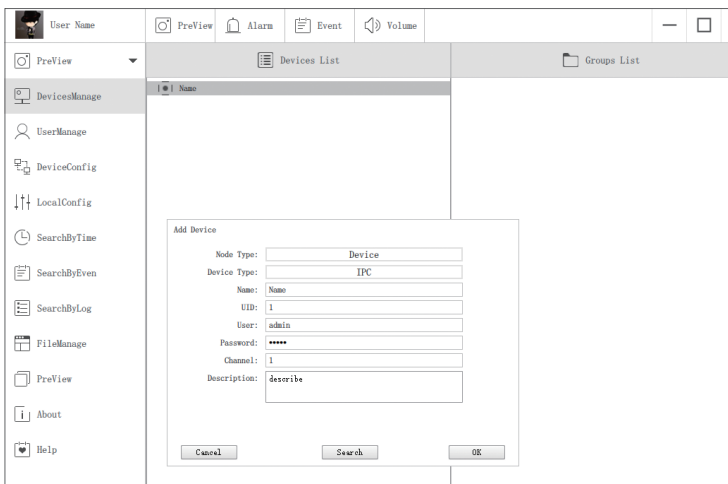 User Name
PreView
Alarm
Event
Volume
PreView
DevicesManage
UserManage
DeviceConfig
LocalConfig
SearchByTime
SearchByEven
SearchByLog
FileManage
PreView
About
Help
Devices List
Groups List
Name
Add Device
Node Type: Device
Device Type: IPC
Name: Name
UID: 1
User: admin
Password: •••••
Channel: 1
Description: describe
Cancel
Search
OK